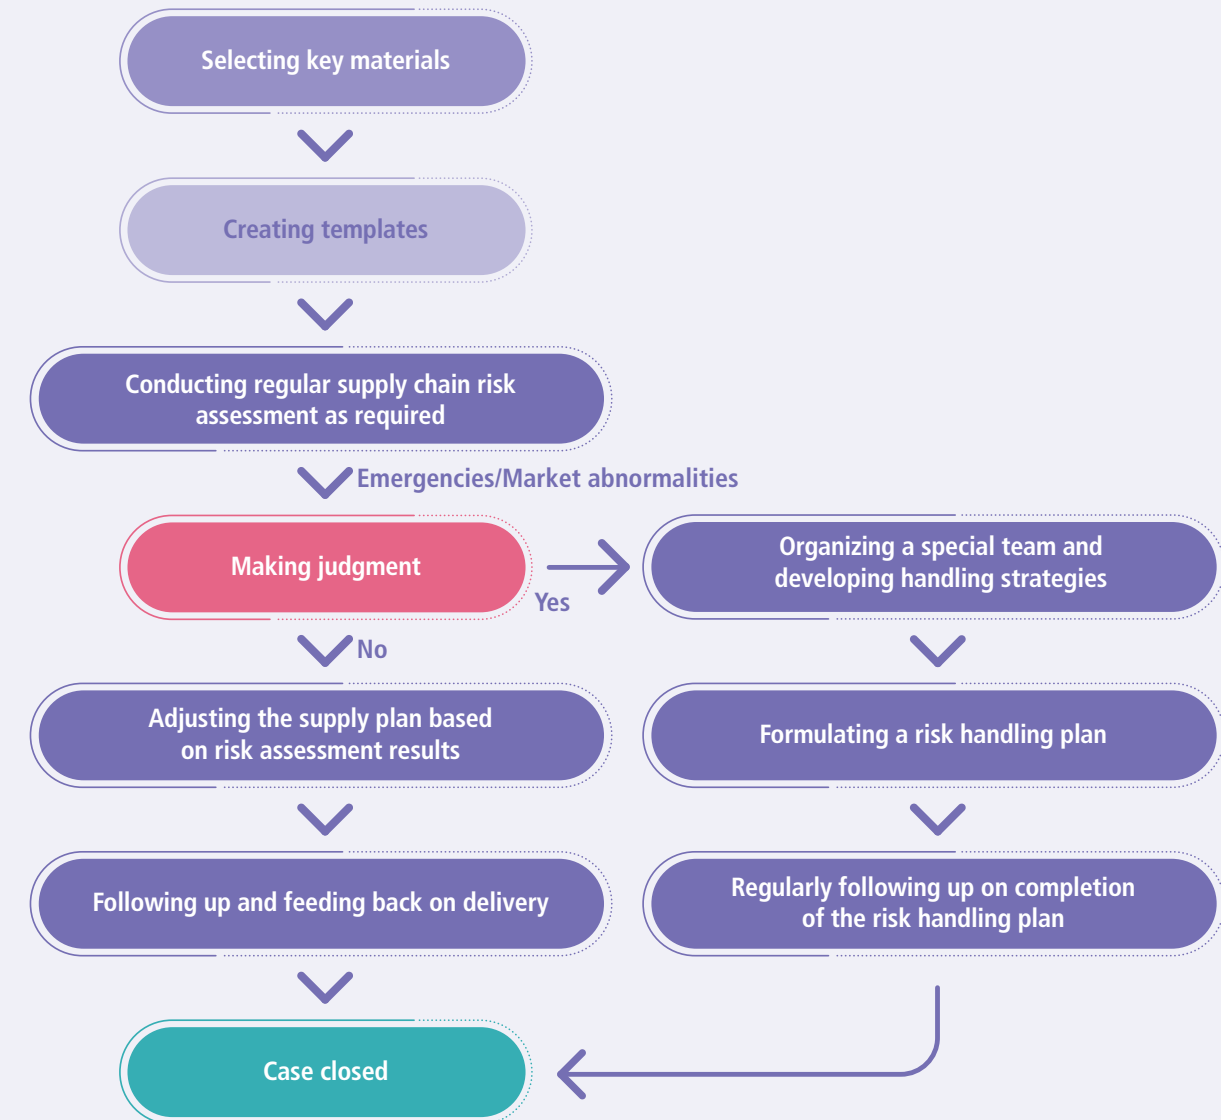 Selecting key materials
Creating templates
Conducting regular supply chain risk
assessment as required
Emergencies/Market abnormalities
Making judgment
Yes
Organizing a special team and
developing handling strategies
No
Adjusting the supply plan based
on risk assessment results
Formulating a risk handling plan
Following up and feeding back on delivery
Regularly following up on completion
of the risk handling plan
Case closed